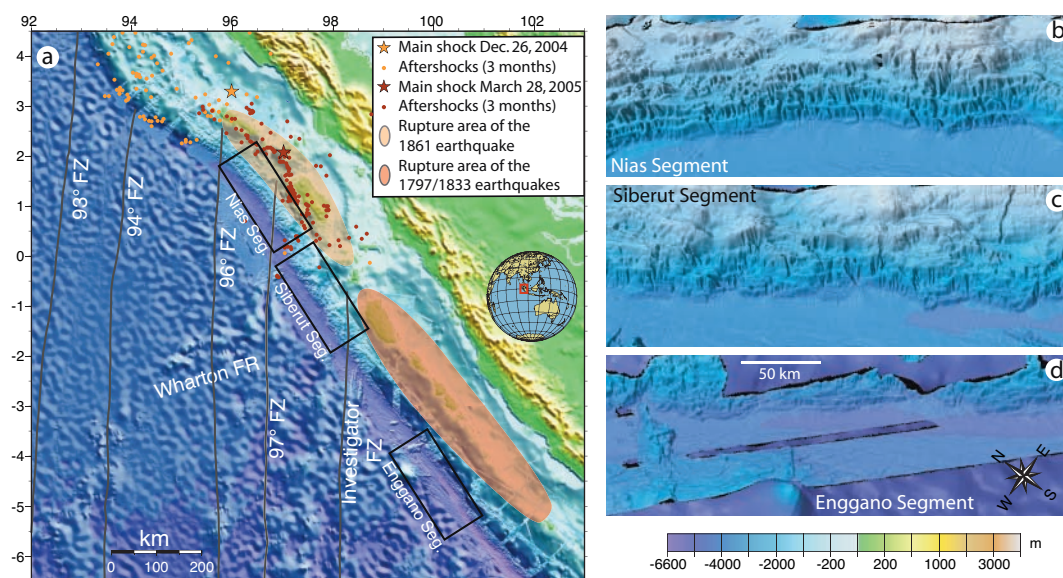 92 94 96 98 100 102
a
3
2
1
0
-1
-2
-3
-4
-5
-6
Main shock Dec. 26, 2004
Aftershocks (3 months)
Main shock March 28, 2005
Aftershocks (3 months)
Rupture area of the
1861 earthquake
Rupture area of the
1797/1833 earthquakes
93° FZ
94° FZ
96° FZ
97° FZ
Investigator
FZ
Wharton FR
Nias Seg.
Siberut Seg.
Enggano Seg.
km
0 100 200
b
Nias Segment
Siberut Segment
c
d
50 km
N
E
W
S
Enggano Segment
-6600 -4000 -2000 -200 200 1000 3000
m